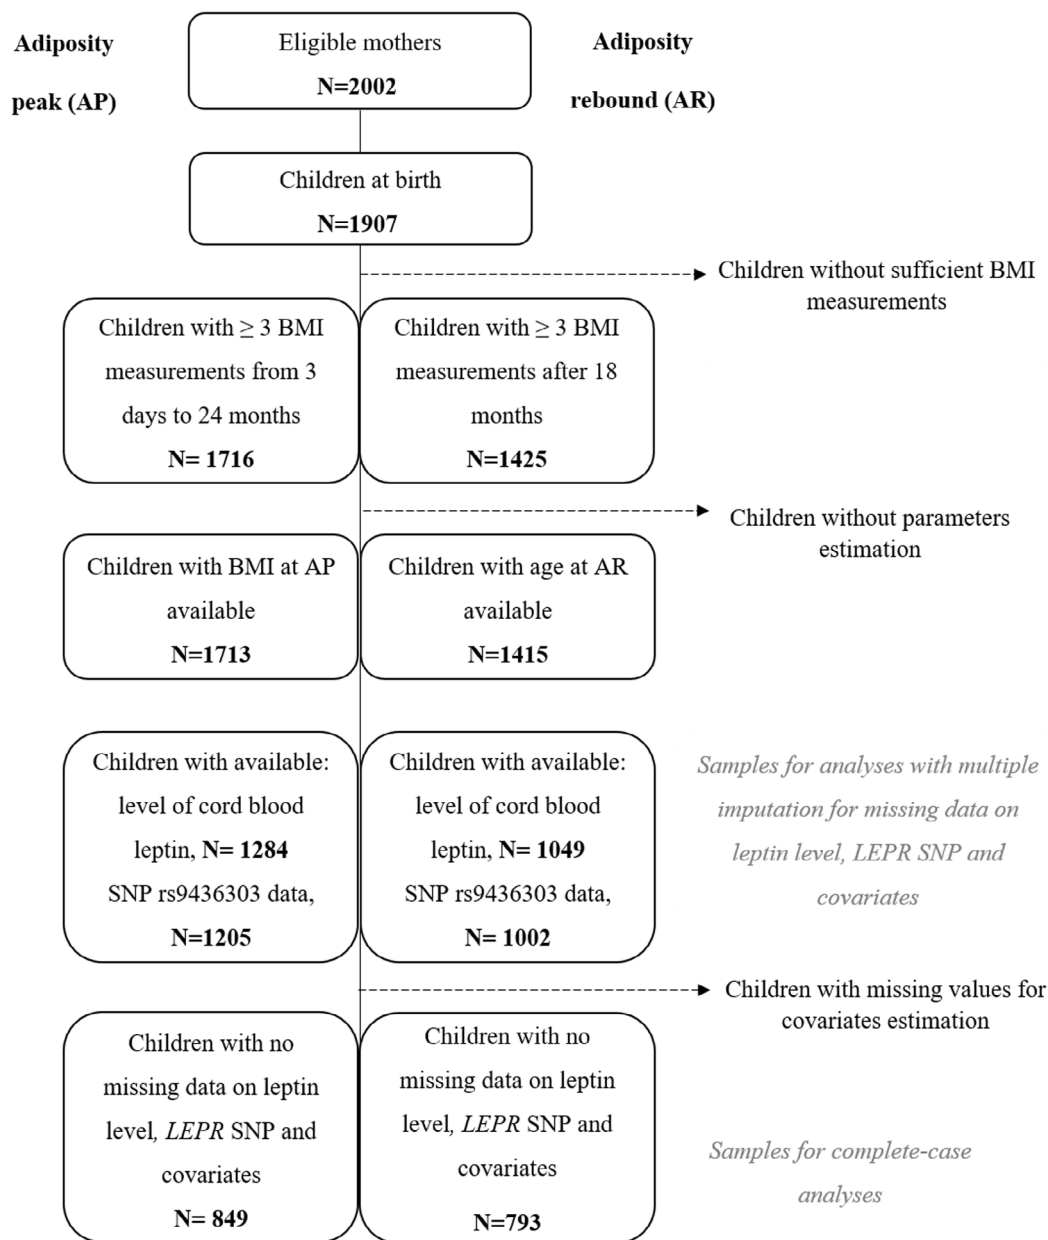 Adiposity
peak (AP)
Eligible mothers
N=2002
Adiposity
rebound (AR)
Children at birth
N=1907
Children without sufficient BMI
measurements
Children with ≥ 3 BMI
measurements from 3
days to 24 months
N= 1716
Children with ≥ 3 BMI
measurements after 18
months
N=1425
Children without parameters
estimation
Children with BMI at AP
available
N=1713
Children with age at AR
available
N=1415
Children with available:
level of cord blood
leptin, N= 1284
SNP rs9436303 data,
N=1205
Children with available:
level of cord blood
leptin, N= 1049
SNP rs9436303 data,
N= 1002
Samples for analyses with multiple
imputation for missing data on
leptin level, LEPR SNP and
covariates
Children with missing values for
covariates estimation
Children with no
missing data on leptin
level, LEPR SNP and
covariates
N= 849
Children with no
missing data on leptin
level, LEPR SNP and
covariates
N=793
Samples for complete-case
analyses